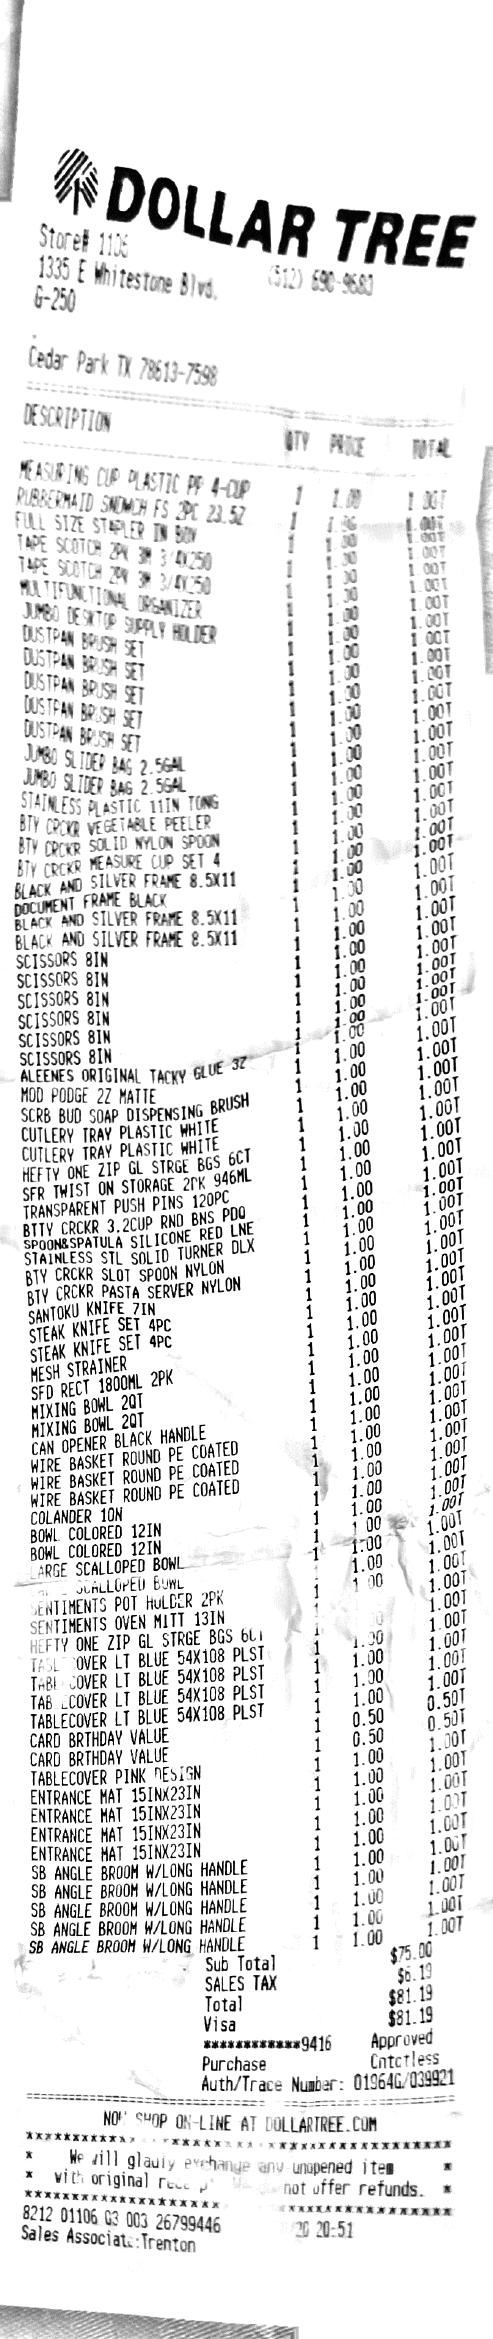 DOLLAR TREE
Store# 1106
1335 E Whitestone Blvd. (512) 690-9683
G-250
Cedar Park TX 78613-7598
DESCRIPTION QTY PRICE TOTAL
MEASURING CUP PLASTIC PP 4-CUP 1 1.00 1.00T
RUBBERMAID SNDWCH FS 2PC 23.5Z 1 1.00 1.00T
FULL SIZE STAPLER IN BOX 1 1.00 1.00T
TAPE SCOTCH 2PK 3M 3/4X250 1 1.00 1.00T
TAPE SCOTCH 2PK 3M 3/4X250 1 1.00 1.00T
MULTIFUNCTIONAL ORGANIZER 1 1.00 1.00T
JUMBO DESKTOP SUPPLY HOLDER 1 1.00 1.00T
DUSTPAN BRUSH SET 1 1.00 1.00T
DUSTPAN BRUSH SET 1 1.00 1.00T
DUSTPAN BRUSH SET 1 1.00 1.00T
DUSTPAN BRUSH SET 1 1.00 1.00T
DUSTPAN BRUSH SET 1 1.00 1.00T
JUMBO SLIDER BAG 2.5GAL 1 1.00 1.00T
JUMBO SLIDER BAG 2.5GAL 1 1.00 1.00T
STAINLESS PLASTIC 11IN TONG 1 1.00 1.00T
BTY CRCKR VEGETABLE PEELER 1 1.00 1.00T
BTY CRCKR SOLID NYLON SPOON 1 1.00 1.00T
BTY CRCKR MEASURE CUP SET 4 1 1.00 1.00T
BLACK AND SILVER FRAME 8.5X11 1 1.00 1.00T
DOCUMENT FRAME BLACK 1 1.00 1.00T
BLACK AND SILVER FRAME 8.5X11 1 1.00 1.00T
BLACK AND SILVER FRAME 8.5X11 1 1.00 1.00T
SCISSORS 8IN 1 1.00 1.00T
SCISSORS 8IN 1 1.00 1.00T
SCISSORS 8IN 1 1.00 1.00T
SCISSORS 8IN 1 1.00 1.00T
SCISSORS 8IN 1 1.00 1.00T
SCISSORS 8IN 1 1.00 1.00T
ALEENES ORIGINAL TACKY GLUE 3Z 1 1.00 1.00T
MOD PODGE 2Z MATTE 1 1.00 1.00T
SCRB BUD SOAP DISPENSING BRUSH 1 1.00 1.00T
CUTLERY TRAY PLASTIC WHITE 1 1.00 1.00T
CUTLERY TRAY PLASTIC WHITE 1 1.00 1.00T
HEFTY ONE ZIP GL STRGE BGS 6CT 1 1.00 1.00T
SFR TWIST ON STORAGE 2PK 946ML 1 1.00 1.00T
TRANSPARENT PUSH PINS 120PC 1 1.00 1.00T
BTTY CRCKR 3.2CUP RND BNS PDQ 1 1.00 1.00T
SPOON&SPATULA SILICONE RED LNE 1 1.00 1.00T
STAINLESS STL SOLID TURNER DLX 1 1.00 1.00T
BTY CRCKR SLOT SPOON NYLON 1 1.00 1.00T
BTY CRCKR PASTA SERVER NYLON 1 1.00 1.00T
SANTOKU KNIFE 7IN 1 1.00 1.00T
STEAK KNIFE SET 4PC 1 1.00 1.00T
STEAK KNIFE SET 4PC 1 1.00 1.00T
MESH STRAINER 1 1.00 1.00T
SFD RECT 1800ML 2PK 1 1.00 1.00T
MIXING BOWL 2QT 1 1.00 1.00T
MIXING BOWL 2QT 1 1.00 1.00T
CAN OPENER BLACK HANDLE 1 1.00 1.00T
WIRE BASKET ROUND PE COATED 1 1.00 1.00T
WIRE BASKET ROUND PE COATED 1 1.00 1.00T
WIRE BASKET ROUND PE COATED 1 1.00 1.00T
COLANDER 10N 1 1.00 1.00T
BOWL COLORED 12IN 1 1.00 1.00T
BOWL COLORED 12IN 1 1.00 1.00T
LARGE SCALLOPED BOWL 1 1.00 1.00T
SCALLOPED BOWL 1 1.00 1.00T
SENTIMENTS POT HOLDER 2PK 1.00T
SENTIMENTS OVEN MITT 13IN 1.00T
HEFTY ONE ZIP GL STRGE BGS 6CT 1 1.00 1.00T
TABLECOVER LT BLUE 54X108 PLST 1 1.00 1.00T
TABLECOVER LT BLUE 54X108 PLST 1 1.00 1.00T
TABLECOVER LT BLUE 54X108 PLST 1 1.00 1.00T
TABLECOVER LT BLUE 54X108 PLST 1 1.00 1.00T
CARD BRTHDAY VALUE 1 0.50 0.50T
CARD BRTHDAY VALUE 1 0.50 0.50T
TABLECOVER PINK DESIGN 1 1.00 1.00T
ENTRANCE MAT 15INX23IN 1 1.00 1.00T
ENTRANCE MAT 15INX23IN 1 1.00 1.00T
ENTRANCE MAT 15INX23IN 1 1.00 1.00T
ENTRANCE MAT 15INX23IN 1 1.00 1.00T
SB ANGLE BROOM W/LONG HANDLE 1 1.00 1.00T
SB ANGLE BROOM W/LONG HANDLE 1 1.00 1.00T
SB ANGLE BROOM W/LONG HANDLE 1 1.00 1.00T
SB ANGLE BROOM W/LONG HANDLE 1 1.00 1.00T
SB ANGLE BROOM W/LONG HANDLE 1 1.00 1.00T
Sub Total $75.00
SALES TAX $6.19
Total $81.19
Visa $81.19
************9416 Approved
Purchase Cntctless
Auth/Trace Number: 01964G/039921
NOW SHOP ON-LINE AT DOLLARTREE.COM
* We will gladly exchange any unopened item *
* with original not offer refunds. *
8212 01106 03 003 26799446 /20 20:51
Sales Associate:Trenton